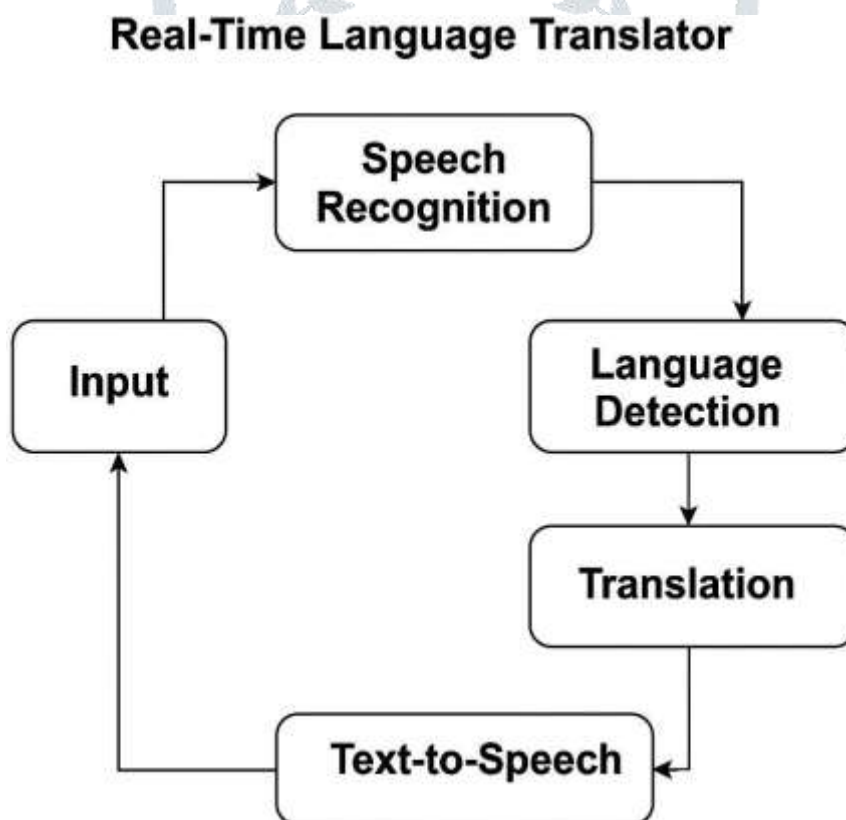 Real-Time Language Translator
Speech
Recognition
Input
Language
Detection
Translation
Text-to-Speech